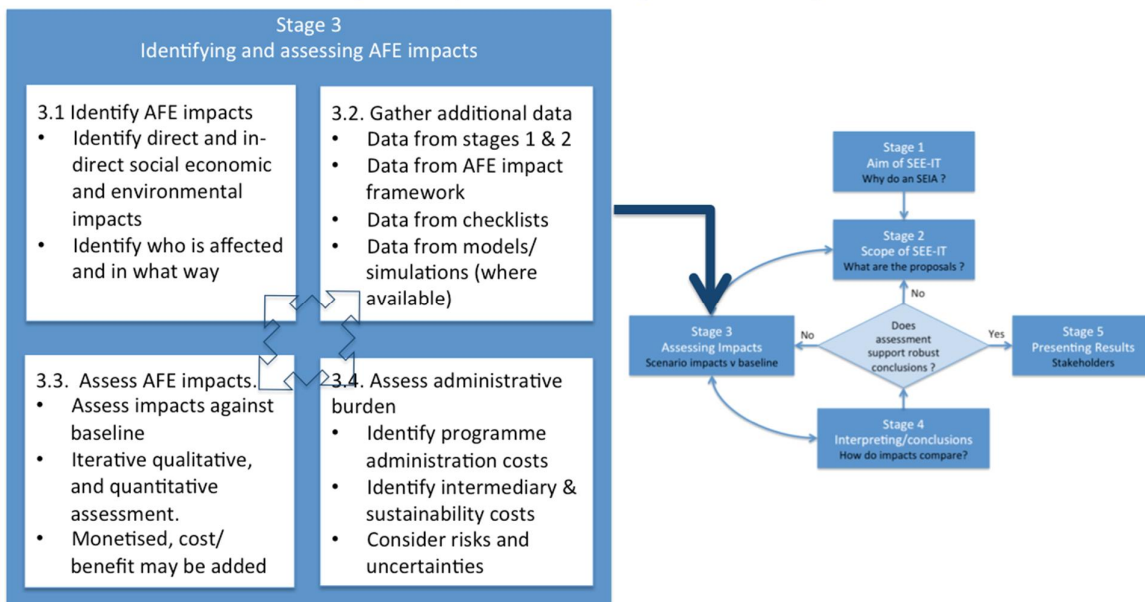 Stage 3
Identifying and assessing AFE impacts
3.1 Identify AFE impacts
• Identify direct and in-
direct social economic
and environmental
impacts
• Identify who is affected
and in what way
3.2. Gather additional data
• Data from stages 1 & 2
• Data from AFE impact
framework
• Data from checklists
• Data from models/
simulations (where
available)
3.3. Assess AFE impacts.
• Assess impacts against
baseline
• Iterative qualitative,
and quantitative
assessment.
• Monetised, cost/
benefit may be added
3.4. Assess administrative
burden
• Identify programme
administration costs
• Identify intermediary &
sustainability costs
• Consider risks and
uncertainties
Stage 1
Aim of SEE-IT
Why do an SEIA ?
Stage 2
Scope of SEE-IT
What are the proposals ?
No
Stage 3
Assessing Impacts
Scenario impacts v baseline
No
Does
assessment
support robust
conclusions ?
Yes
Stage 5
Presenting Results
Stakeholders
Stage 4
Interpreting/conclusions
How do impacts compare?